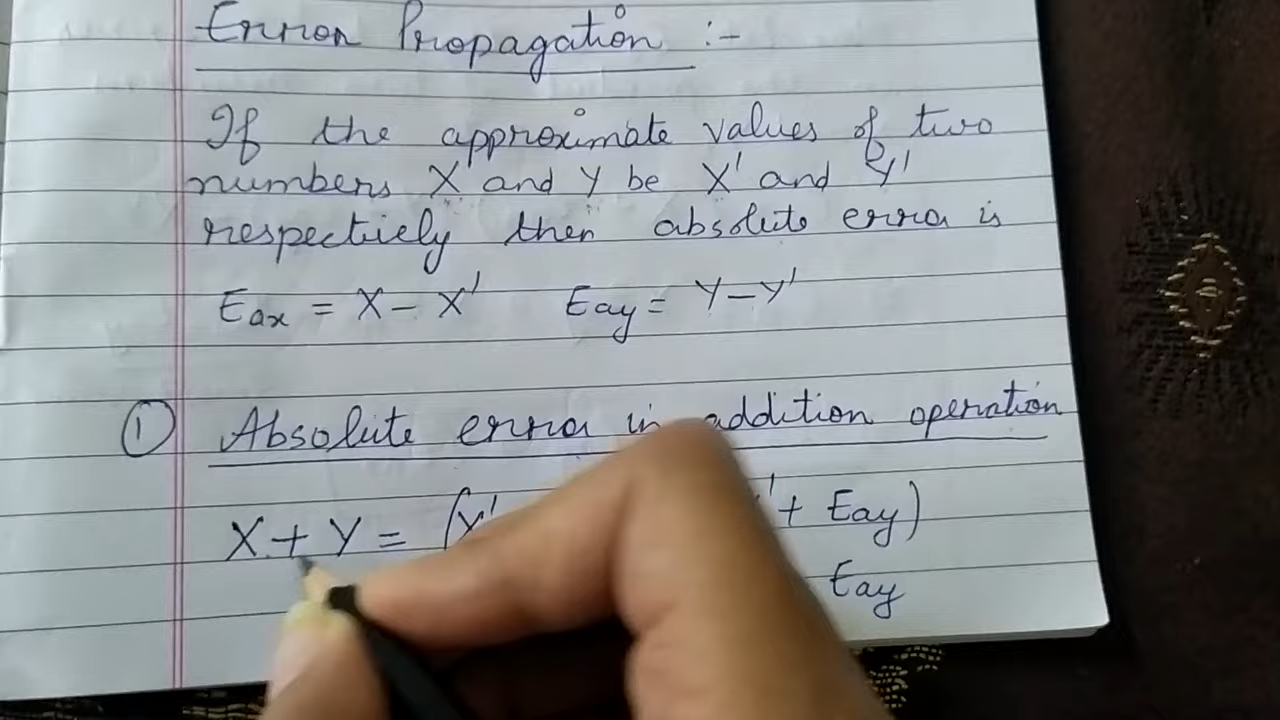 Error Propagation :-
If the approximate values of two
numbers X and Y be X' and Y'
respectiely then absolute error is
Eax = X - X' Eay = Y - Y'
① Absolute error in addition operation
X + Y = (X' ' + Eay)
Eay